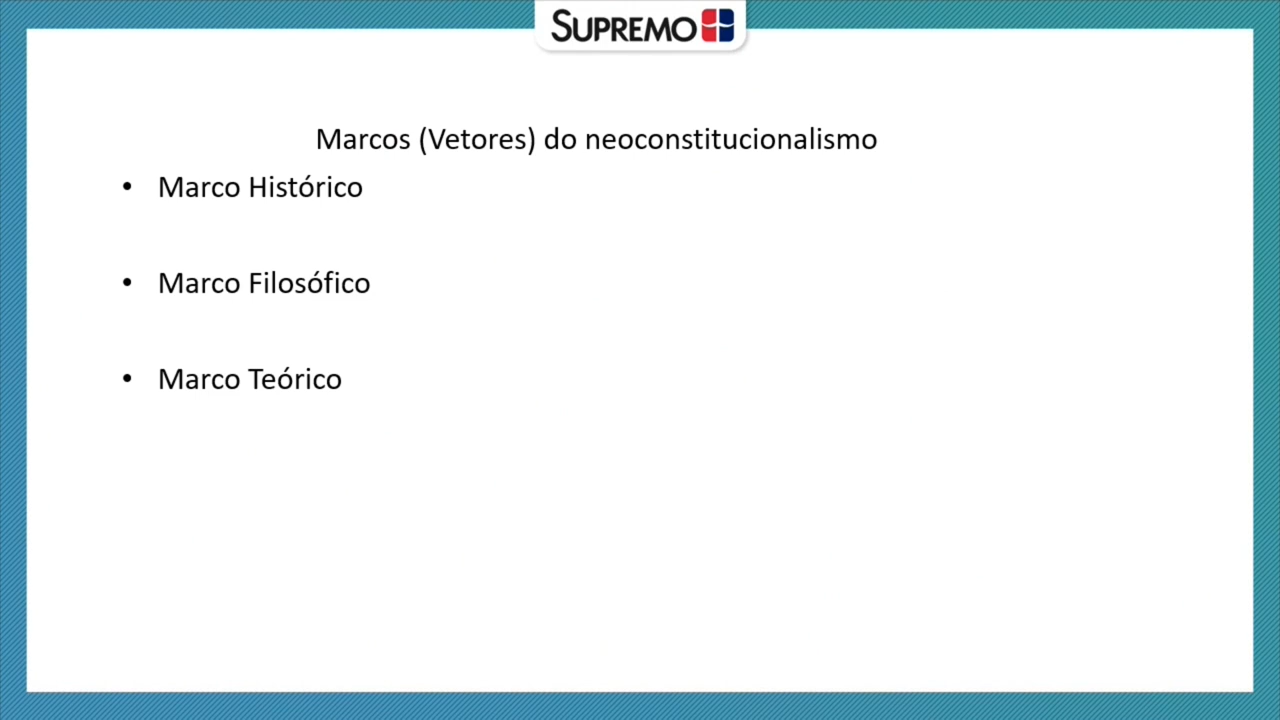 SUPREMO
Marcos (Vetores) do neoconstitucionalismo
• Marco Histórico
• Marco Filosófico
• Marco Teórico